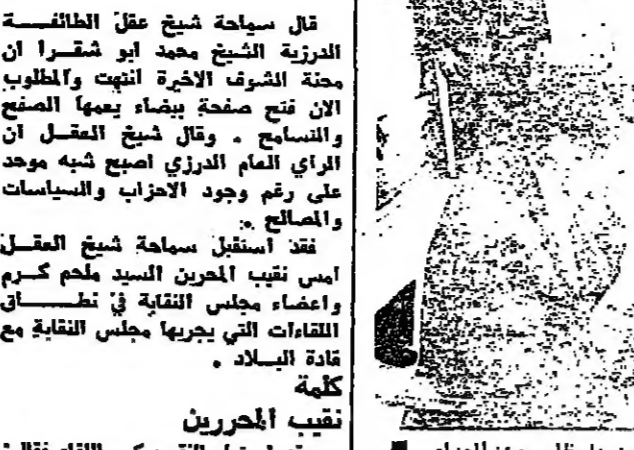 قال سماحة شيخ عقل الطائفة
الدرزية الشيخ محمد ابو شقرا ان
محنة الشوف الاخيرة انتهت والمطلوب
الان فتح صفحة بيضاء يعمها الصفح
والتسامح . وقال شيخ العقل ان
الراي العام الدرزي اصبح شبه موحد
على رغم وجود الاحزاب والسياسات
والمصالح .
فقد استقبل سماحة شيخ العقل
امس نقيب المحررين السيد ملحم كرم
واعضاء مجلس النقابة في نطاق
اللقاءات التي يجريها مجلس النقابة مع
قادة البلاد .
كلمة
نقيب المحررين